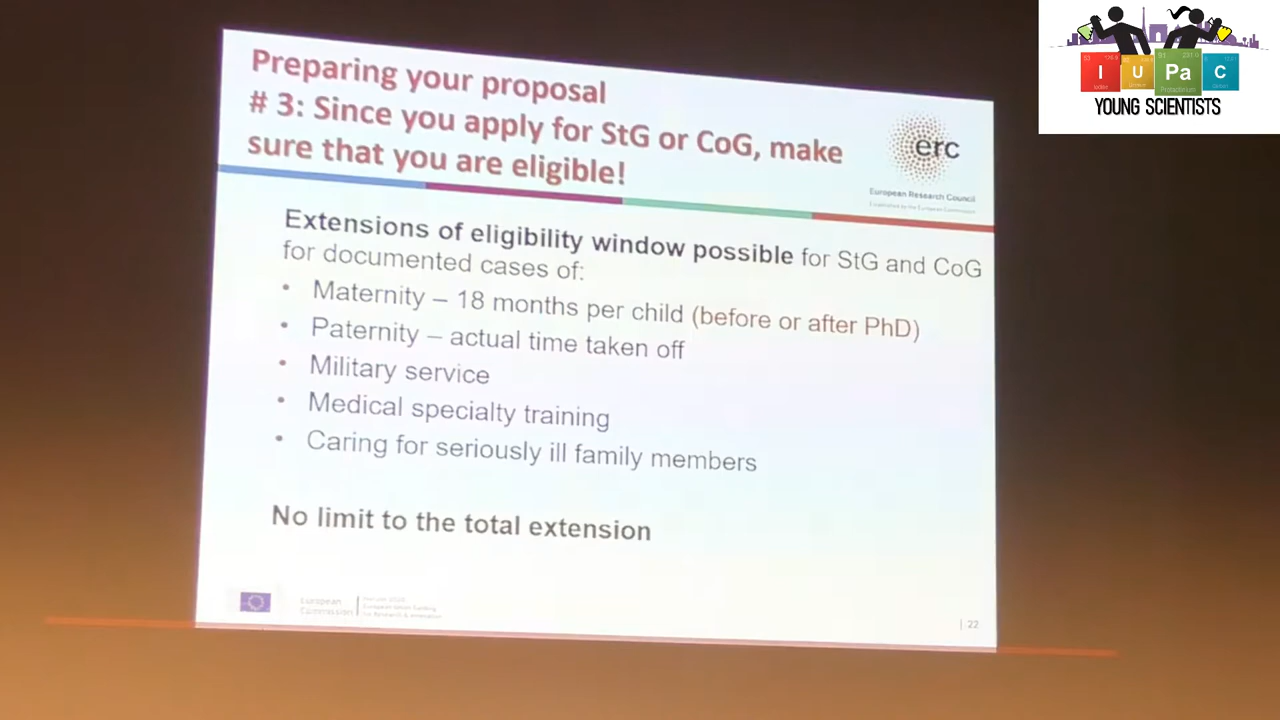 Preparing your proposal
# 3: Since you apply for StG or CoG, make
sure that you are eligible!
erc
European Research Council
Established by the European Commission
Extensions of eligibility window possible for StG and CoG
for documented cases of:
• Maternity – 18 months per child (before or after PhD)
• Paternity – actual time taken off
• Military service
• Medical specialty training
• Caring for seriously ill family members
No limit to the total extension
European
Commission
| 22
I U Pa C
YOUNG SCIENTISTS